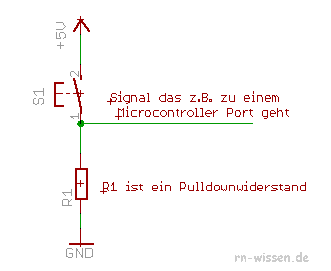 +5V
2
S1
Signal das z.B. zu einem
Microcontroller Port geht
1
R1
R1 ist ein Pulldownwiderstand
GND
rn-wissen.de